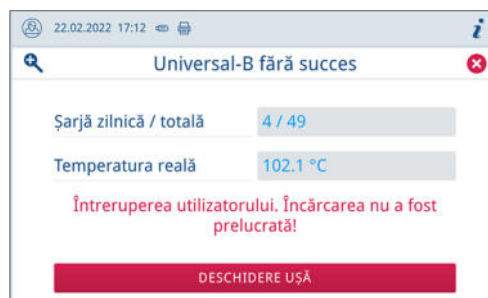 22.02.2022 17:12
Universal-B fără succes
Șarjă zilnică / totală 4 / 49
Temperatura reală 102.1 °C
Întreruperea utilizatorului. Încărcarea nu a fost
prelucrată!
DESCHIDERE UȘĂ